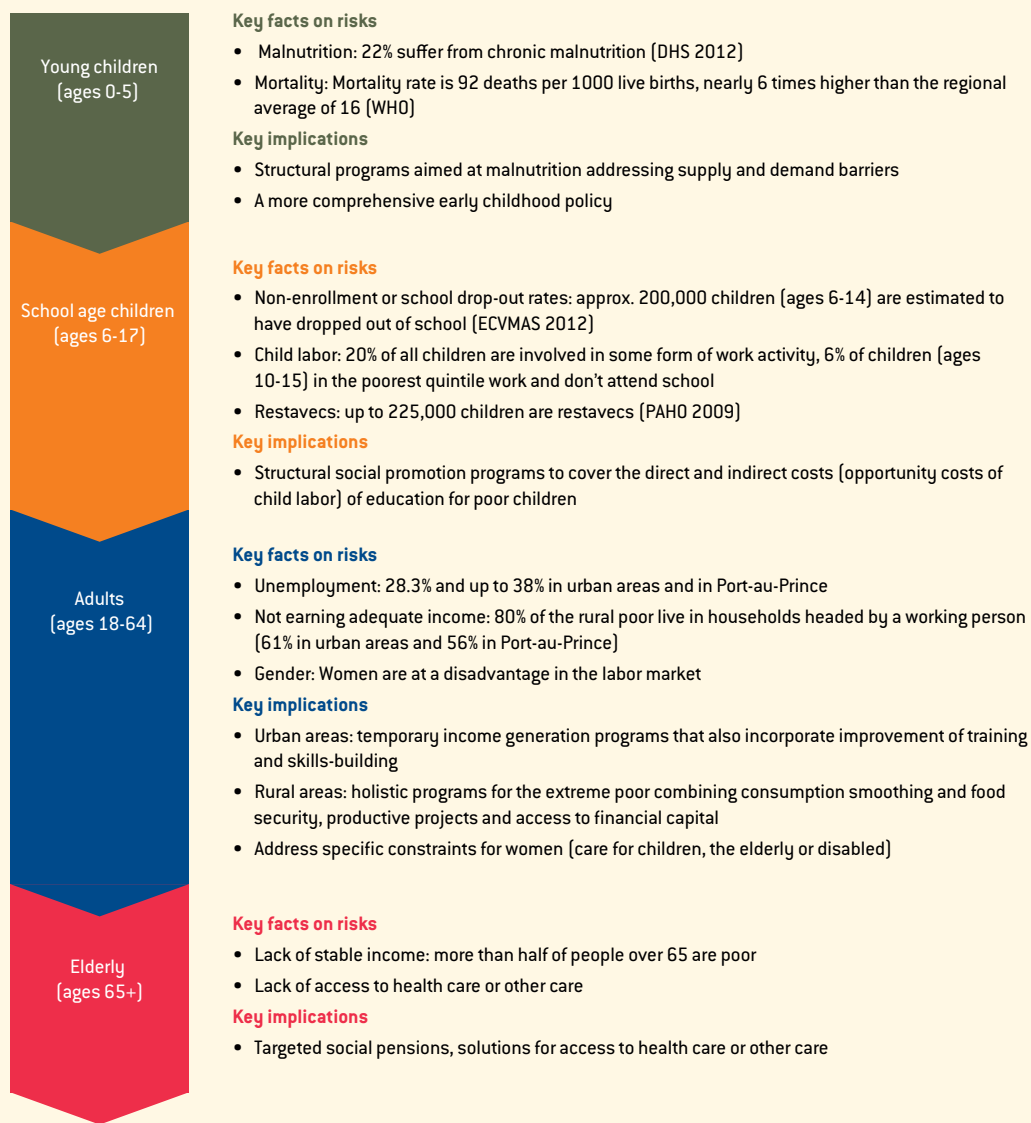 Young children
(ages 0-5)
Key facts on risks
• Malnutrition: 22% suffer from chronic malnutrition (DHS 2012)
• Mortality: Mortality rate is 92 deaths per 1000 live births, nearly 6 times higher than the regional
average of 16 (WHO)
Key implications
• Structural programs aimed at malnutrition addressing supply and demand barriers
• A more comprehensive early childhood policy
School age children
(ages 6-17)
Key facts on risks
• Non-enrollment or school drop-out rates: approx. 200,000 children (ages 6-14) are estimated to
have dropped out of school (ECVMAS 2012)
• Child labor: 20% of all children are involved in some form of work activity, 6% of children (ages
10-15) in the poorest quintile work and don't attend school
• Restavecs: up to 225,000 children are restavecs (PAHO 2009)
Key implications
• Structural social promotion programs to cover the direct and indirect costs (opportunity costs of
child labor) of education for poor children
Adults
(ages 18-64)
Key facts on risks
• Unemployment: 28.3% and up to 38% in urban areas and in Port-au-Prince
• Not earning adequate income: 80% of the rural poor live in households headed by a working person
(61% in urban areas and 56% in Port-au-Prince)
• Gender: Women are at a disadvantage in the labor market
Key implications
• Urban areas: temporary income generation programs that also incorporate improvement of training
and skills-building
• Rural areas: holistic programs for the extreme poor combining consumption smoothing and food
security, productive projects and access to financial capital
• Address specific constraints for women (care for children, the elderly or disabled)
Elderly
(ages 65+)
Key facts on risks
• Lack of stable income: more than half of people over 65 are poor
• Lack of access to health care or other care
Key implications
• Targeted social pensions, solutions for access to health care or other care